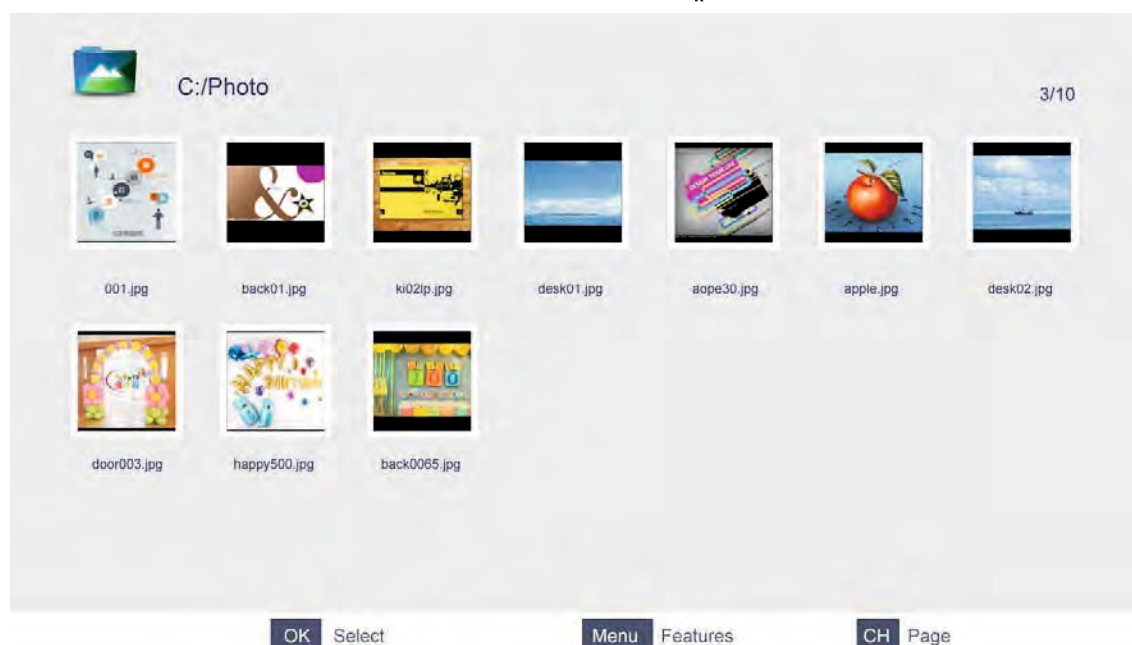 C:/Photo
3/10
001.jpg back01.jpg ki02lp.jpg desk01.jpg aope30.jpg apple.jpg desk02.jpg
door003.jpg happy500.jpg back0065.jpg
OK Select Menu Features CH Page